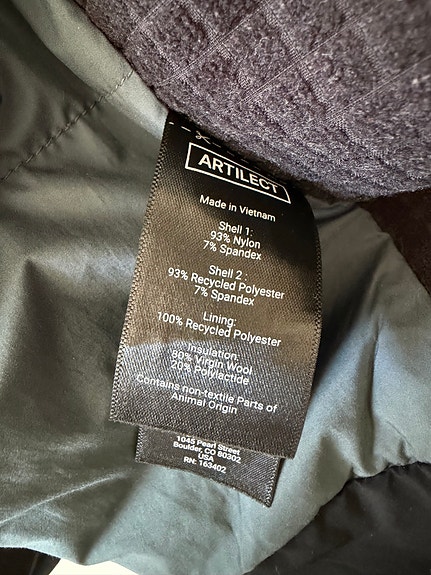 ARTILECT
Made in Vietnam
Shell 1:
93% Nylon
7% Spandex
Shell 2 :
93% Recycled Polyester
7% Spandex
Lining:
100% Recycled Polyester
Insulation:
80% Virgin Wool
20% Polylactide
Contains non-textile Parts of
Animal Origin
1045 Pearl Street
Boulder, CO 80302
USA
RN: 163402